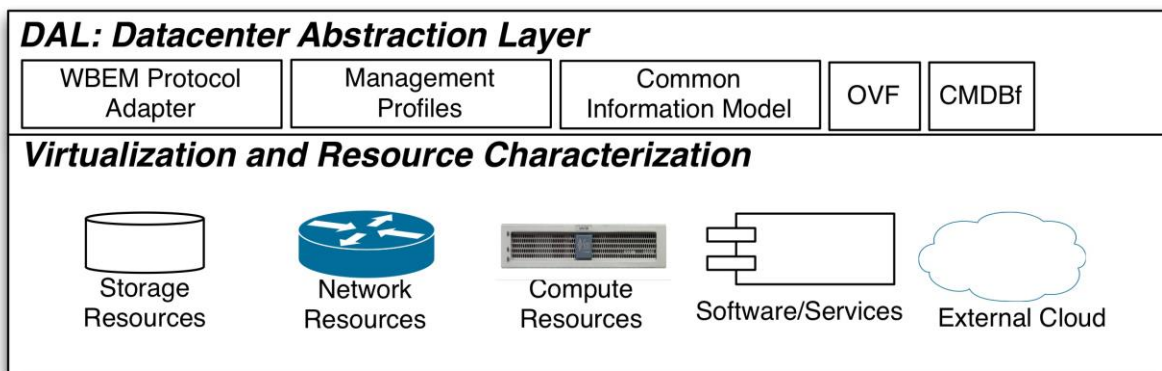 DAL: Datacenter Abstraction Layer
WBEM Protocol
Adapter
Management
Profiles
Common
Information Model
OVF
CMDBf
Virtualization and Resource Characterization
Storage
Resources
Network
Resources
Compute
Resources
Software/Services
External Cloud